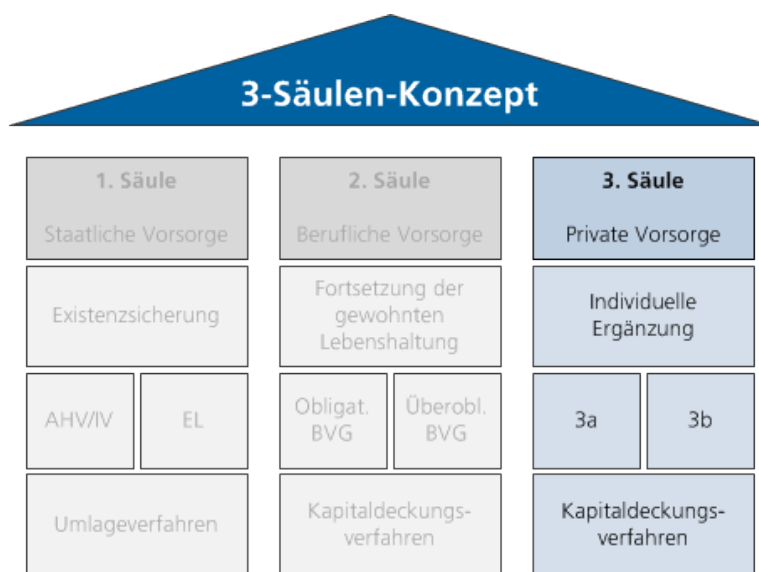 3-Säulen-Konzept
1. Säule
Staatliche Vorsorge
2. Säule
Berufliche Vorsorge
3. Säule
Private Vorsorge
Existenzsicherung
Fortsetzung der
gewohnten
Lebenshaltung
Individuelle
Ergänzung
AHV/IV
EL
Obligat.
BVG
Überobl.
BVG
3a
3b
Umlageverfahren
Kapitaldeckungs-
verfahren
Kapitaldeckungs-
verfahren